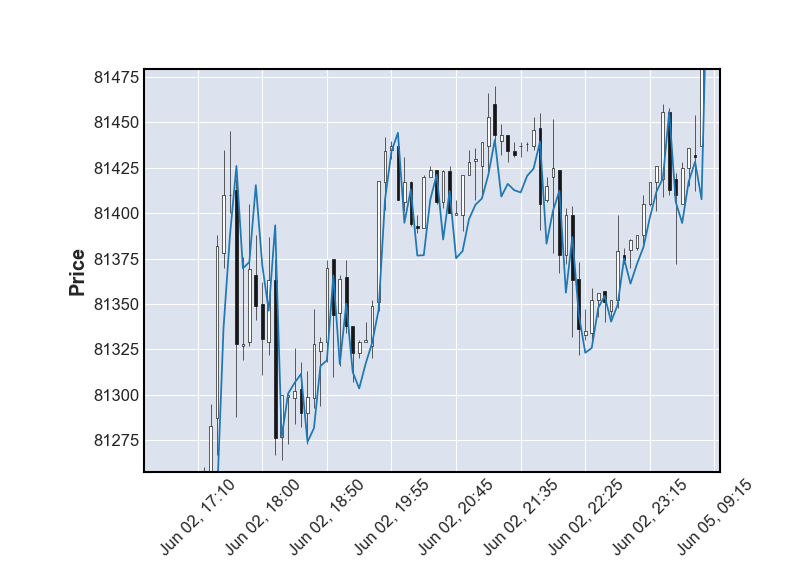 81475
81450
81425
81400
81375
81350
81325
81300
81275
Price
Jun 02, 17:10
Jun 02, 18:00
Jun 02, 18:50
Jun 02, 19:55
Jun 02, 20:45
Jun 02, 21:35
Jun 02, 22:25
Jun 02, 23:15
Jun 05, 09:15